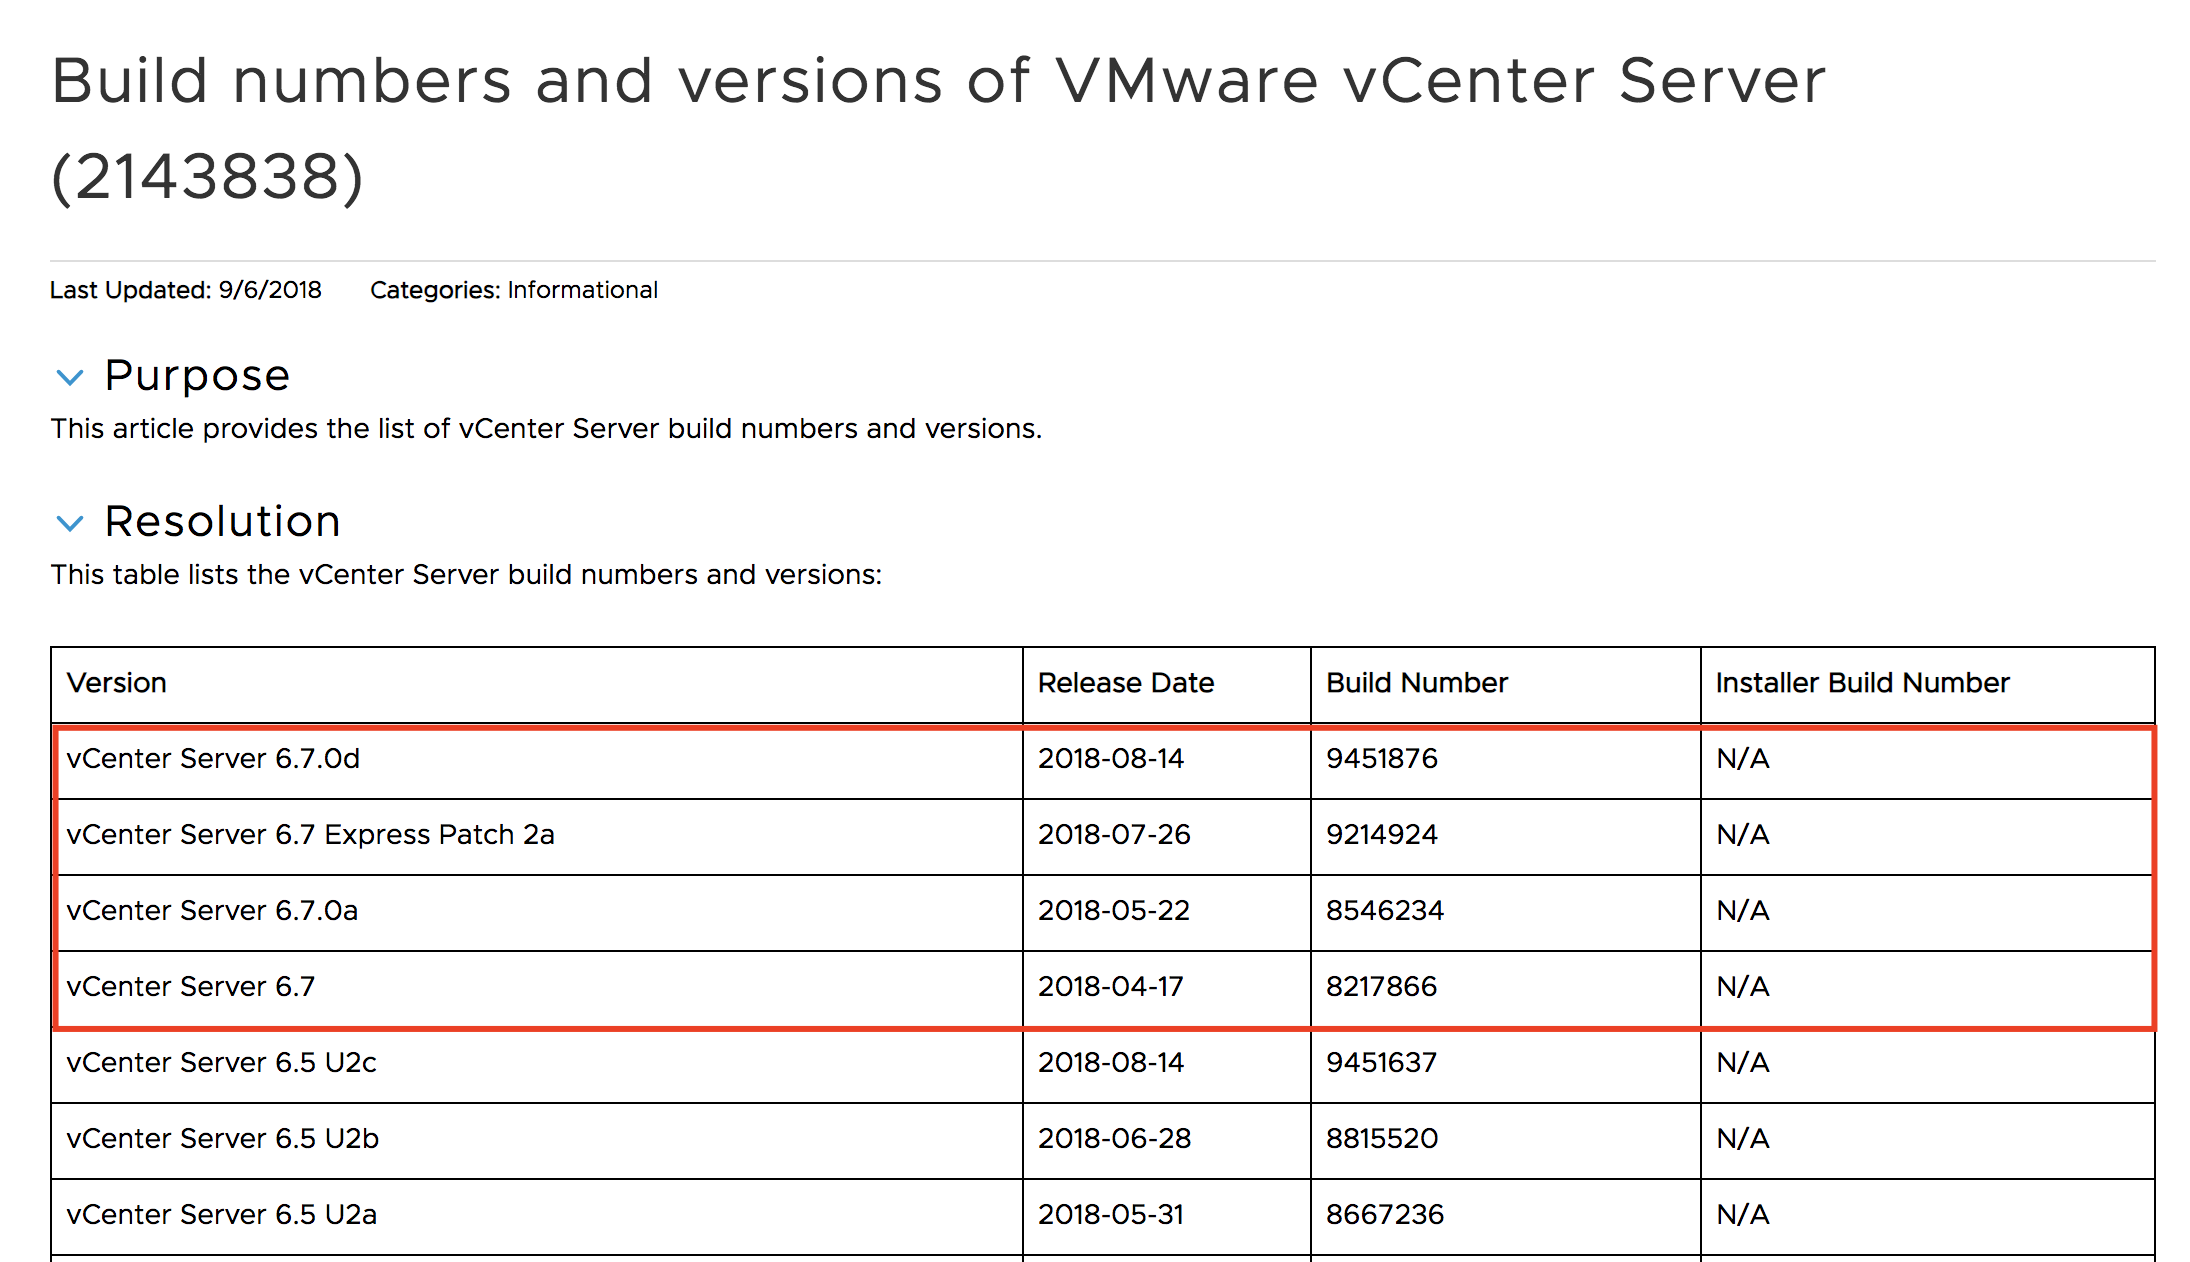 Build numbers and versions of VMware vCenter Server
(2143838)
Last Updated: 9/6/2018 Categories: Informational
Purpose
This article provides the list of vCenter Server build numbers and versions.
Resolution
This table lists the vCenter Server build numbers and versions:
Version Release Date Build Number Installer Build Number
vCenter Server 6.7.0d 2018-08-14 9451876 N/A
vCenter Server 6.7 Express Patch 2a 2018-07-26 9214924 N/A
vCenter Server 6.7.0a 2018-05-22 8546234 N/A
vCenter Server 6.7 2018-04-17 8217866 N/A
vCenter Server 6.5 U2c 2018-08-14 9451637 N/A
vCenter Server 6.5 U2b 2018-06-28 8815520 N/A
vCenter Server 6.5 U2a 2018-05-31 8667236 N/A